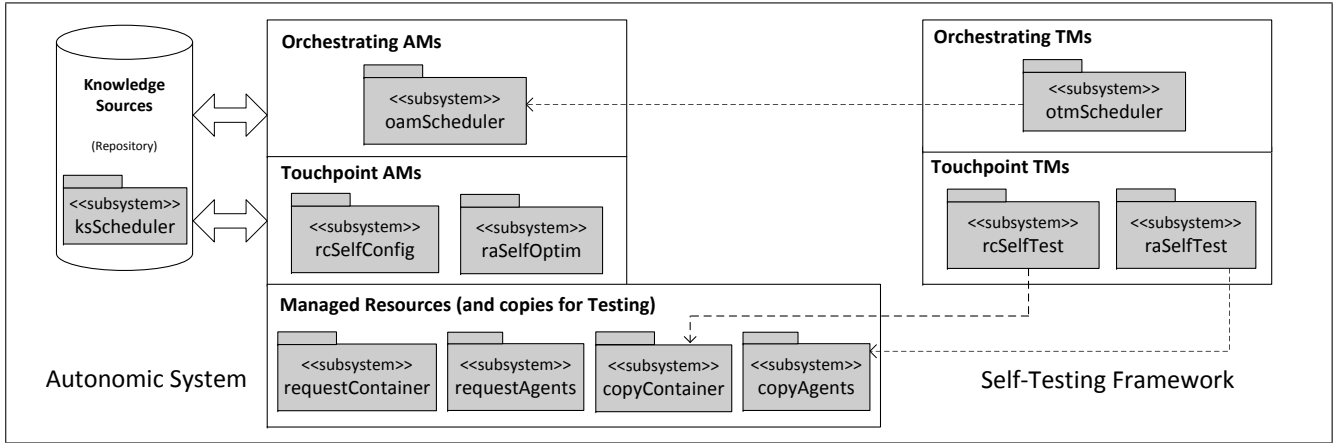 Knowledge
Sources
(Repository)
<<subsystem>>
ksScheduler
Orchestrating AMs
<<subsystem>>
oamScheduler
Touchpoint AMs
<<subsystem>>
rcSelfConfig
<<subsystem>>
raSelfOptim
Managed Resources (and copies for Testing)
<<subsystem>>
requestContainer
<<subsystem>>
requestAgents
<<subsystem>>
copyContainer
<<subsystem>>
copyAgents
Autonomic System
Orchestrating TMs
<<subsystem>>
otmScheduler
Touchpoint TMs
<<subsystem>>
rcSelfTest
<<subsystem>>
raSelfTest
Self-Testing Framework